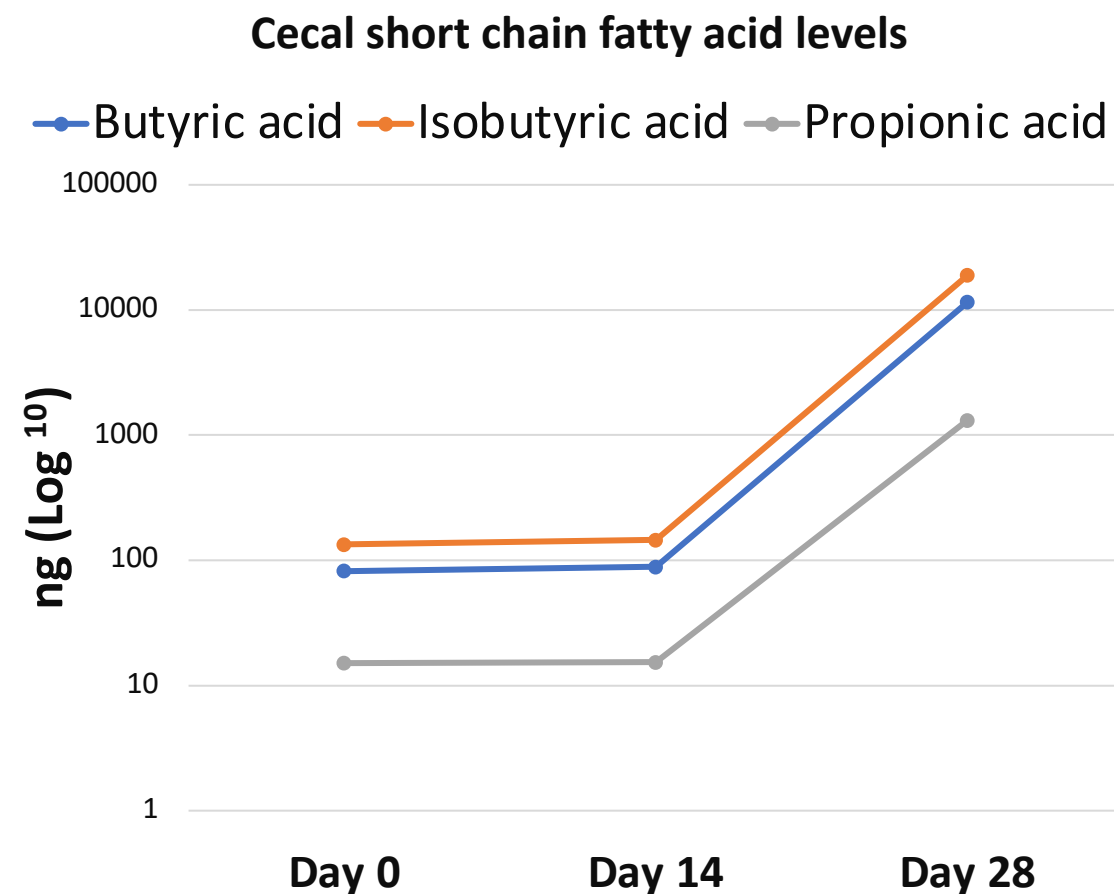 Cecal short chain fatty acid levels
Butyric acid Isobutyric acid Propionic acid
100000
10000
1000
100
10
1
ng (Log 10)
Day 0 Day 14 Day 28